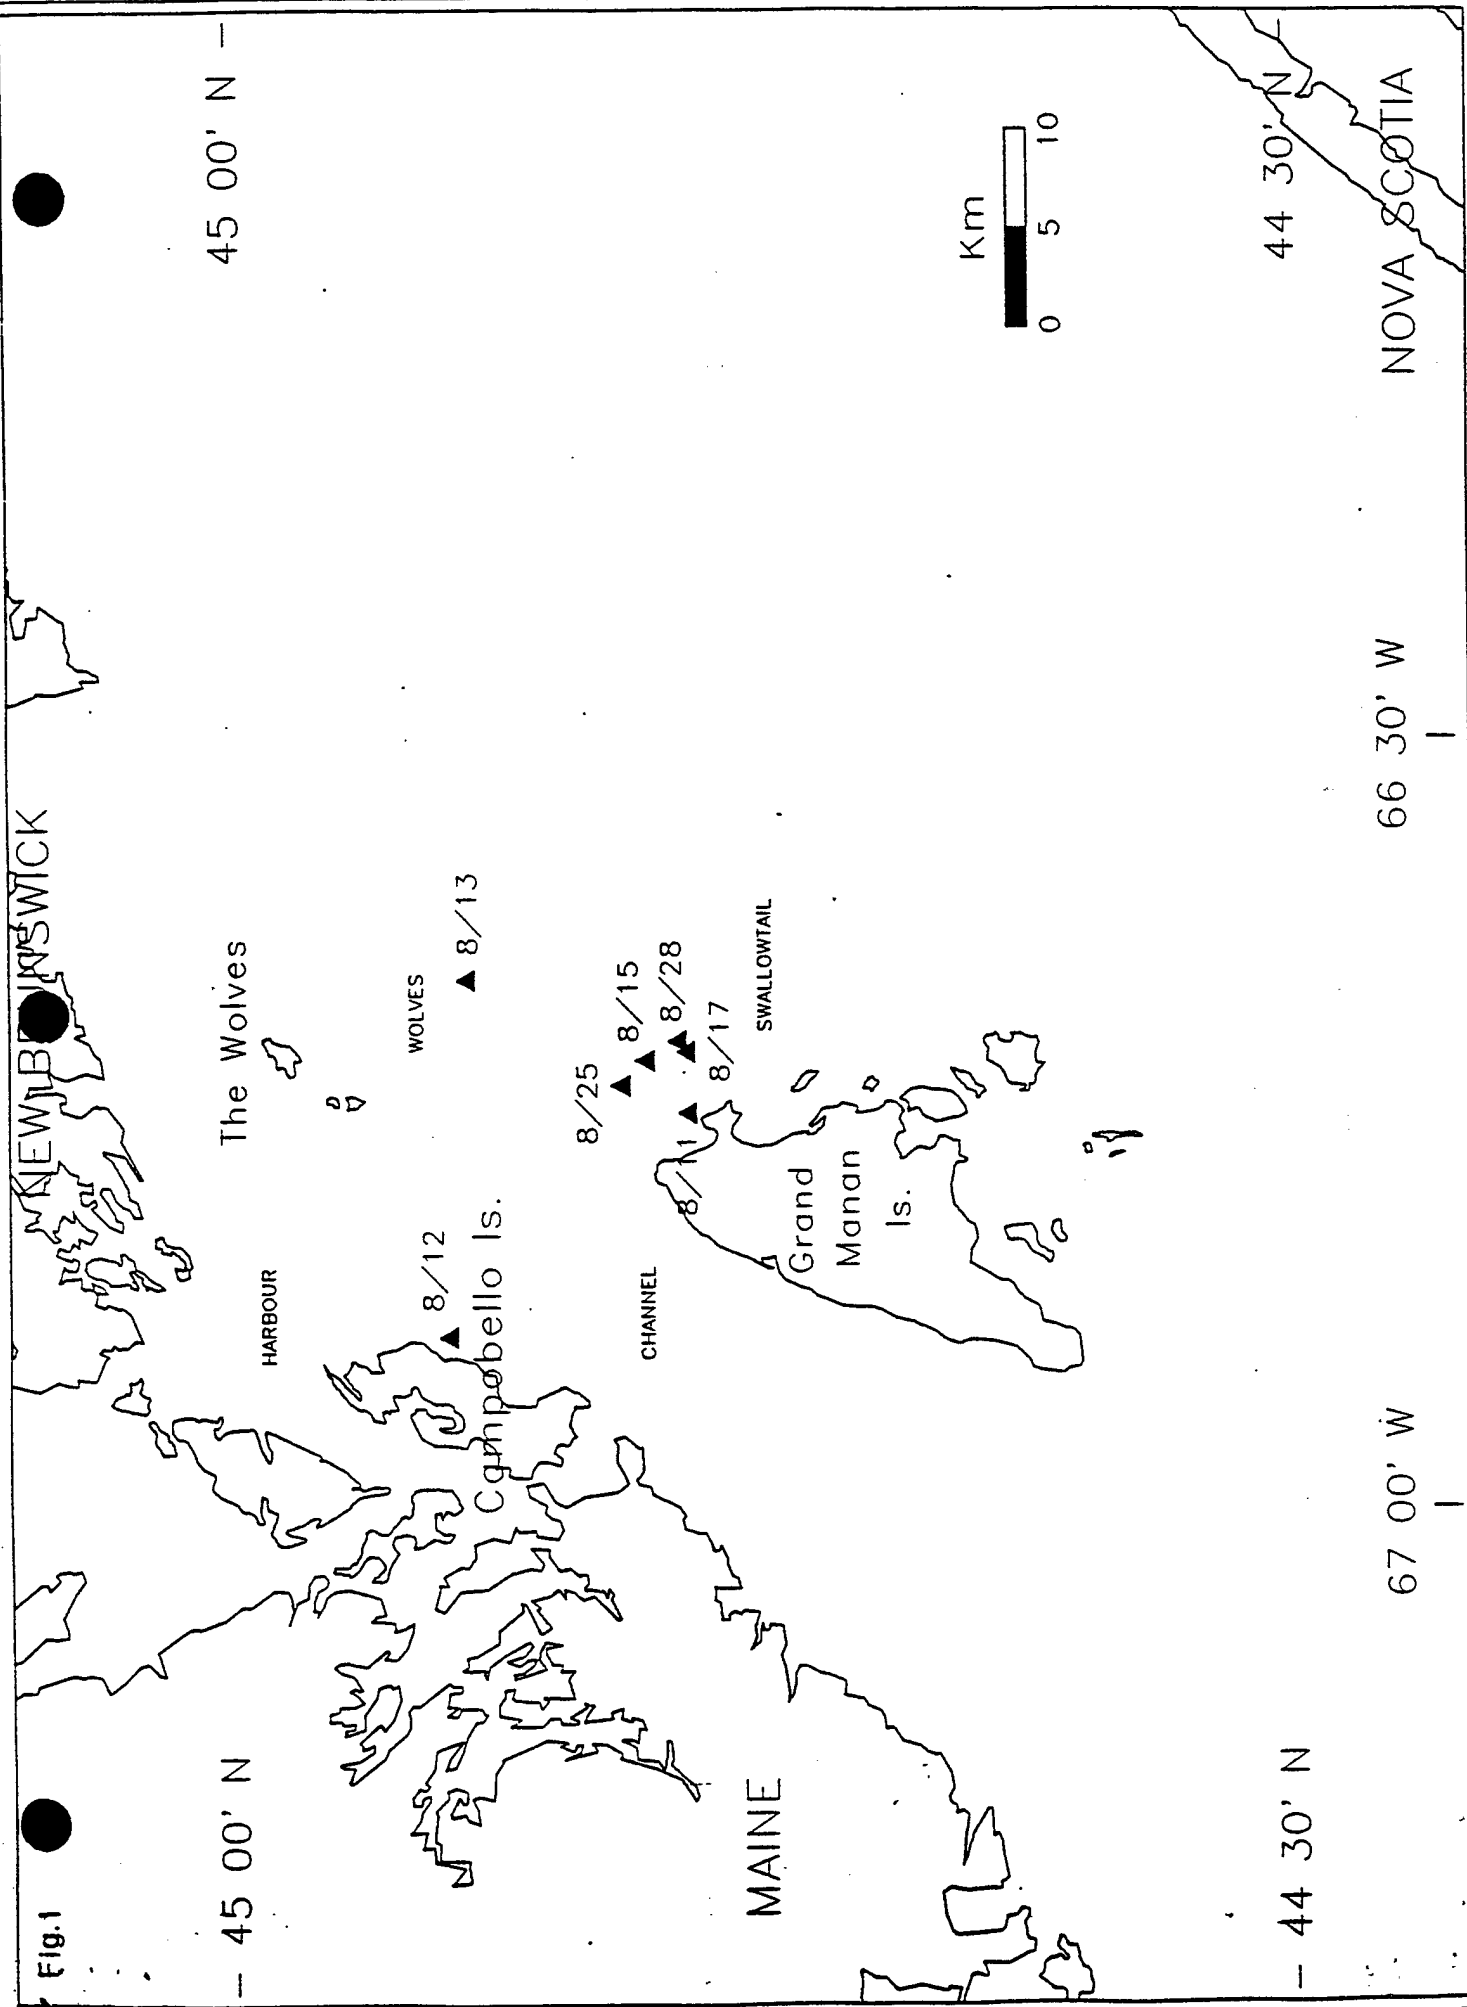 Fig.1
NEW BRUNSWICK
45 00' N
45 00' N
The Wolves
HARBOUR
WOLVES
8/12
8/13
Campobello Is.
8/25
8/15
8/28
8/11
8/17
CHANNEL
SWALLOWTAIL
Grand
Manan
Is.
MAINE
Km
0 5 10
44 30' N
44 30' N
NOVA SCOTIA
67 00' W
66 30' W